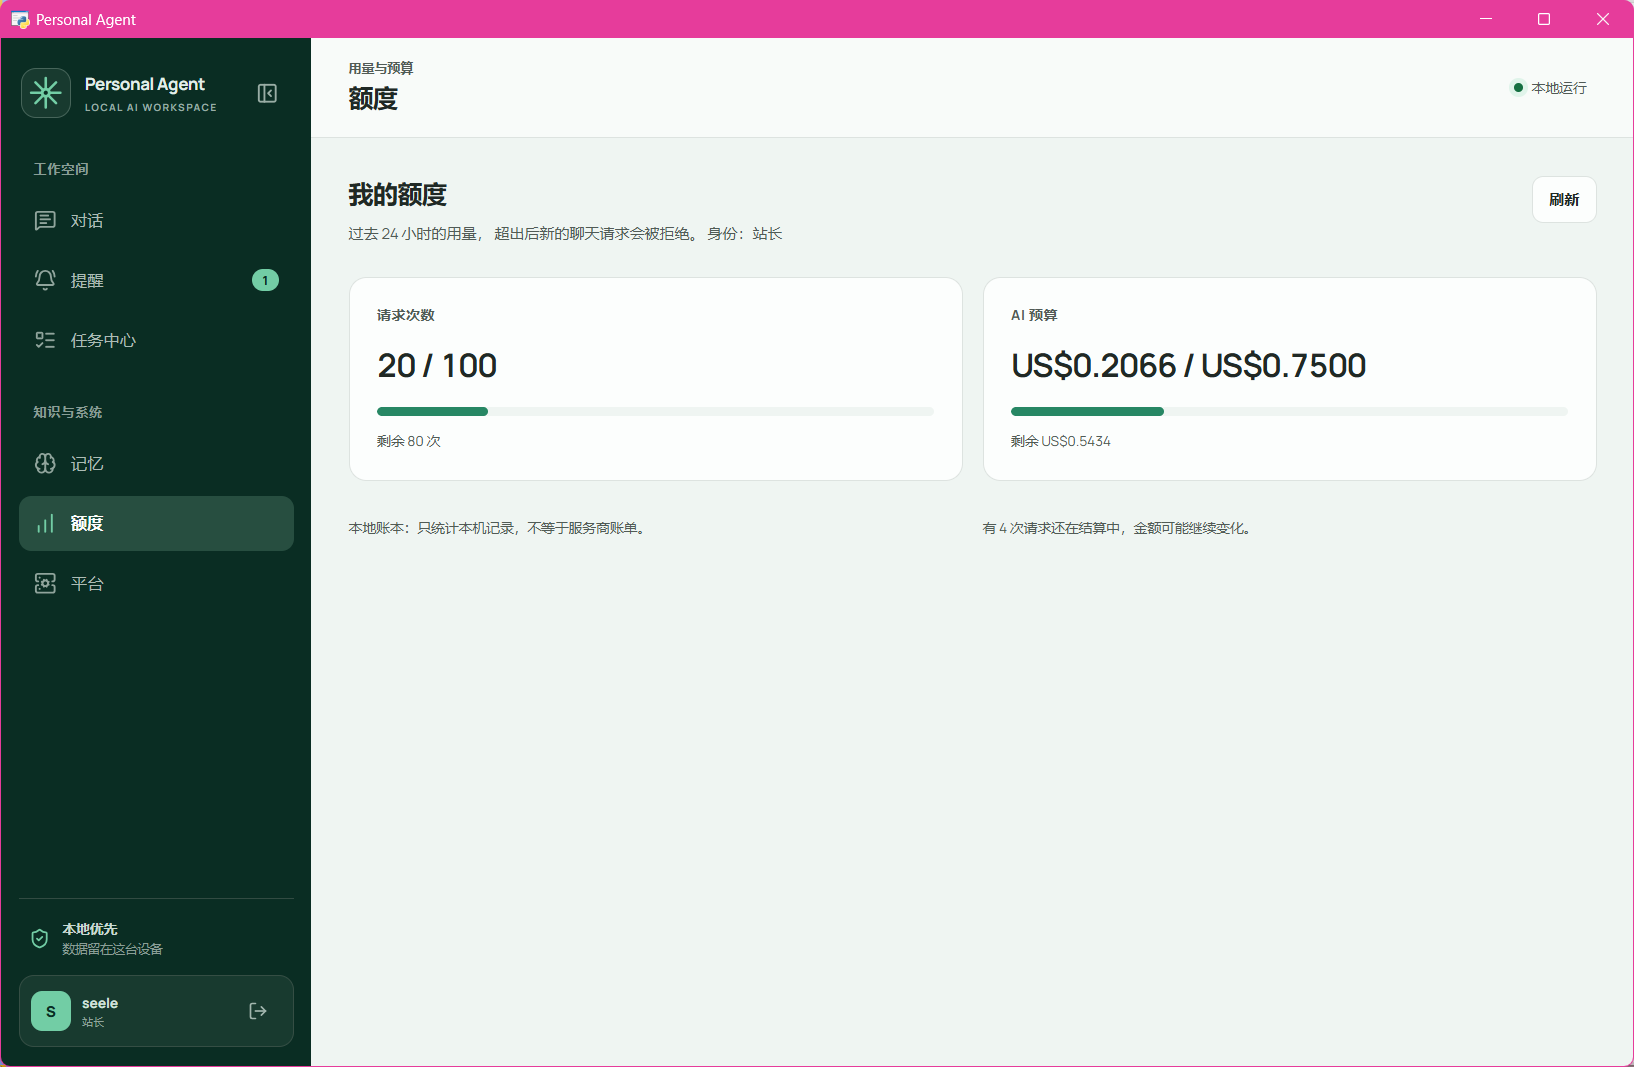 Personal Agent
Personal Agent
LOCAL AI WORKSPACE
工作空间
对话
提醒
1
任务中心
知识与系统
记忆
额度
平台
本地优先
数据留在这台设备
S
seele
站长
用量与预算
额度
本地运行
我的额度
刷新
过去 24 小时的用量， 超出后新的聊天请求会被拒绝。 身份：站长
请求次数
20 / 100
剩余 80 次
AI 预算
US$0.2066 / US$0.7500
剩余 US$0.5434
本地账本：只统计本机记录，不等于服务商账单。
有 4 次请求还在结算中，金额可能继续变化。